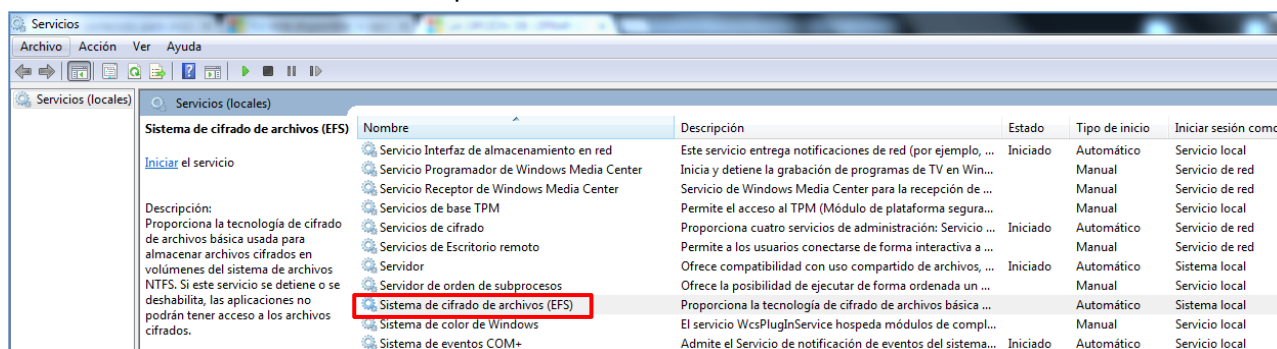 Servicios
Archivo Acción Ver Ayuda
Servicios (locales)
Servicios (locales)
Sistema de cifrado de archivos (EFS)
Iniciar el servicio
Descripción:
Proporciona la tecnología de cifrado
de archivos básica usada para
almacenar archivos cifrados en
volúmenes del sistema de archivos
NTFS. Si este servicio se detiene o se
deshabilita, las aplicaciones no
podrán tener acceso a los archivos
cifrados.
Nombre Descripción Estado Tipo de inicio Iniciar sesión como
Servicio Interfaz de almacenamiento en red Este servicio entrega notificaciones de red (por ejemplo, ... Iniciado Automático Servicio local
Servicio Programador de Windows Media Center Inicia y detiene la grabación de programas de TV en Win... Manual Servicio de red
Servicio Receptor de Windows Media Center Servicio de Windows Media Center para la recepción de ... Manual Servicio de red
Servicios de base TPM Permite el acceso al TPM (Módulo de plataforma segura... Manual Servicio local
Servicios de cifrado Proporciona cuatro servicios de administración: Servicio ... Iniciado Automático Servicio de red
Servicios de Escritorio remoto Permite a los usuarios conectarse de forma interactiva a ... Manual Servicio de red
Servidor Ofrece compatibilidad con uso compartido de archivos, ... Iniciado Automático Sistema local
Servidor de orden de subprocesos Ofrece la posibilidad de ejecutar de forma ordenada un ... Manual Servicio local
Sistema de cifrado de archivos (EFS) Proporciona la tecnología de cifrado de archivos básica ... Automático Sistema local
Sistema de color de Windows El servicio WcsPlugInService hospeda módulos de compl... Manual Servicio local
Sistema de eventos COM+ Admite el Servicio de notificación de eventos del sistema... Iniciado Automático Servicio local